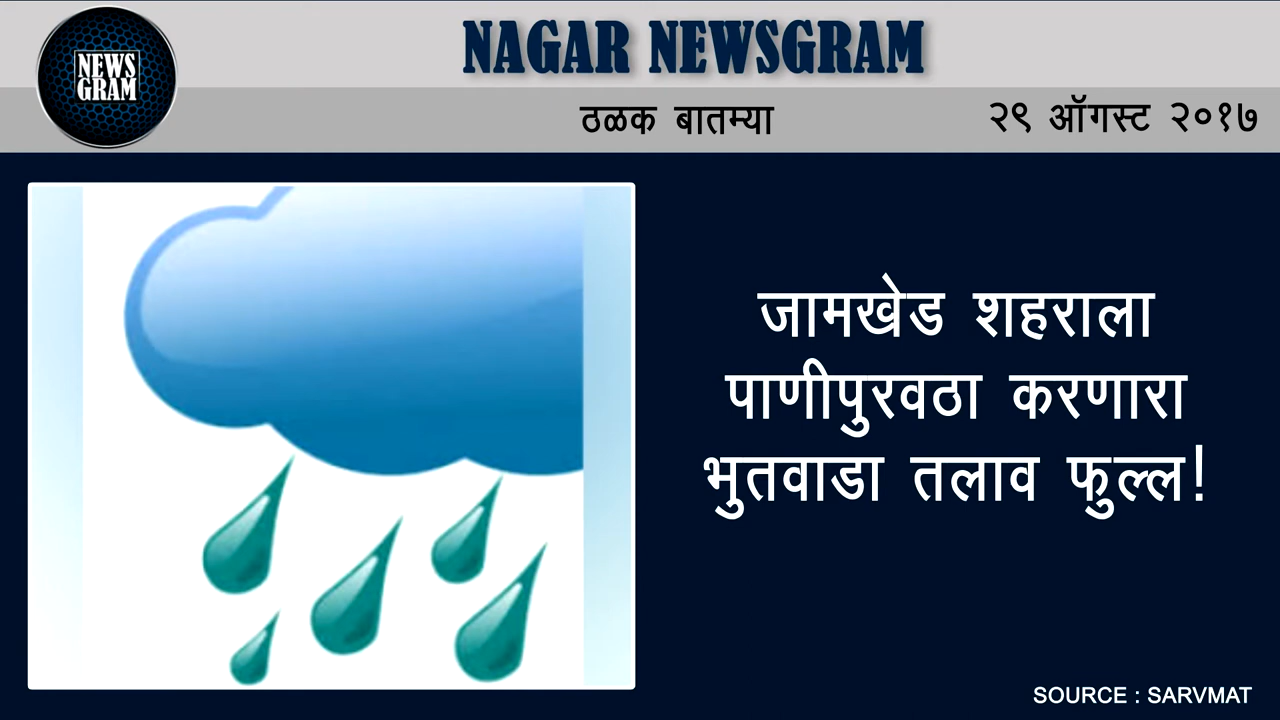 NEWS
GRAM
NAGAR NEWSGRAM
ठळक बातम्या
२९ ऑगस्ट २०१७
जामखेड शहराला
पाणीपुरवठा करणारा
भुतवाडा तलाव फुल्ल!
SOURCE : SARVMAT